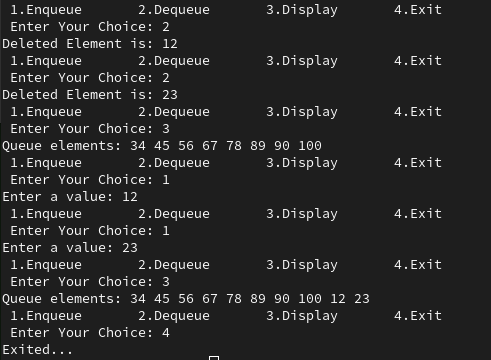 1.Enqueue 2.Dequeue 3.Display 4.Exit
Enter Your Choice: 2
Deleted Element is: 12
1.Enqueue 2.Dequeue 3.Display 4.Exit
Enter Your Choice: 2
Deleted Element is: 23
1.Enqueue 2.Dequeue 3.Display 4.Exit
Enter Your Choice: 3
Queue elements: 34 45 56 67 78 89 90 100
1.Enqueue 2.Dequeue 3.Display 4.Exit
Enter Your Choice: 1
Enter a value: 12
1.Enqueue 2.Dequeue 3.Display 4.Exit
Enter Your Choice: 1
Enter a value: 23
1.Enqueue 2.Dequeue 3.Display 4.Exit
Enter Your Choice: 3
Queue elements: 34 45 56 67 78 89 90 100 12 23
1.Enqueue 2.Dequeue 3.Display 4.Exit
Enter Your Choice: 4
Exited...